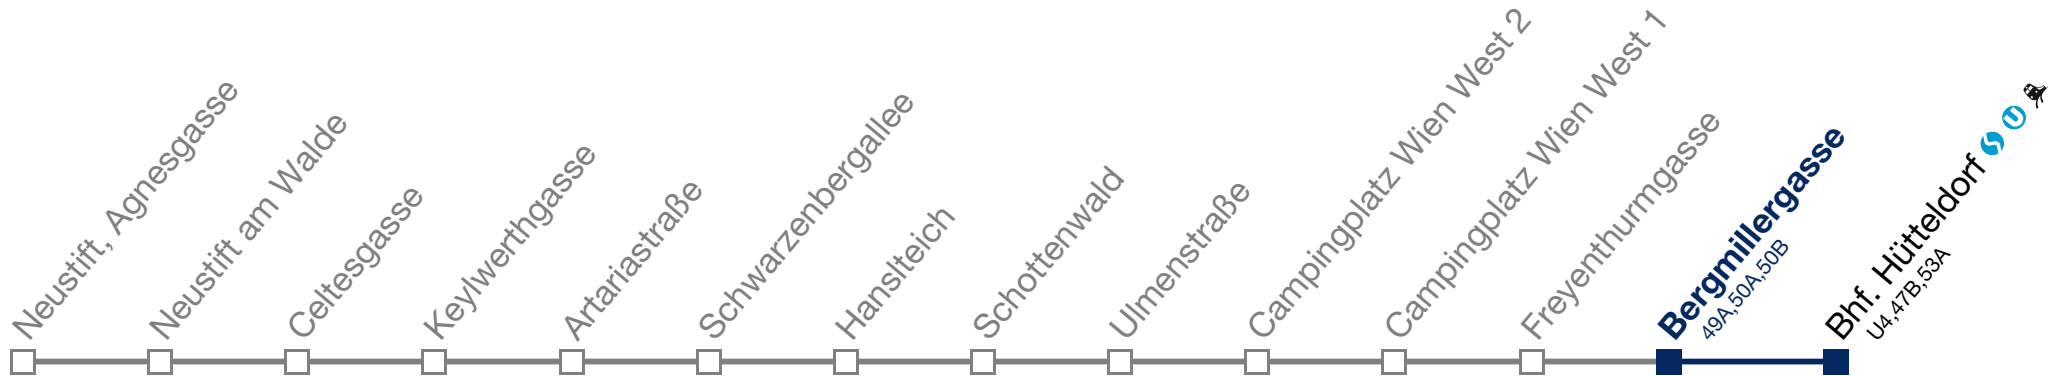 Neustift, Agnesgasse
Neustift am Walde
Celtesgasse
Keylwerthgasse
Artariastraße
Schwarzenbergallee
Hanslteich
Schottenwald
Ulmenstraße
Campingplatz Wien West 2
Campingplatz Wien West 1
Freyenthurmgasse
Bergmillergasse
49A,50A,50B
Bhf. Hütteldorf S U
U4,47B,53A